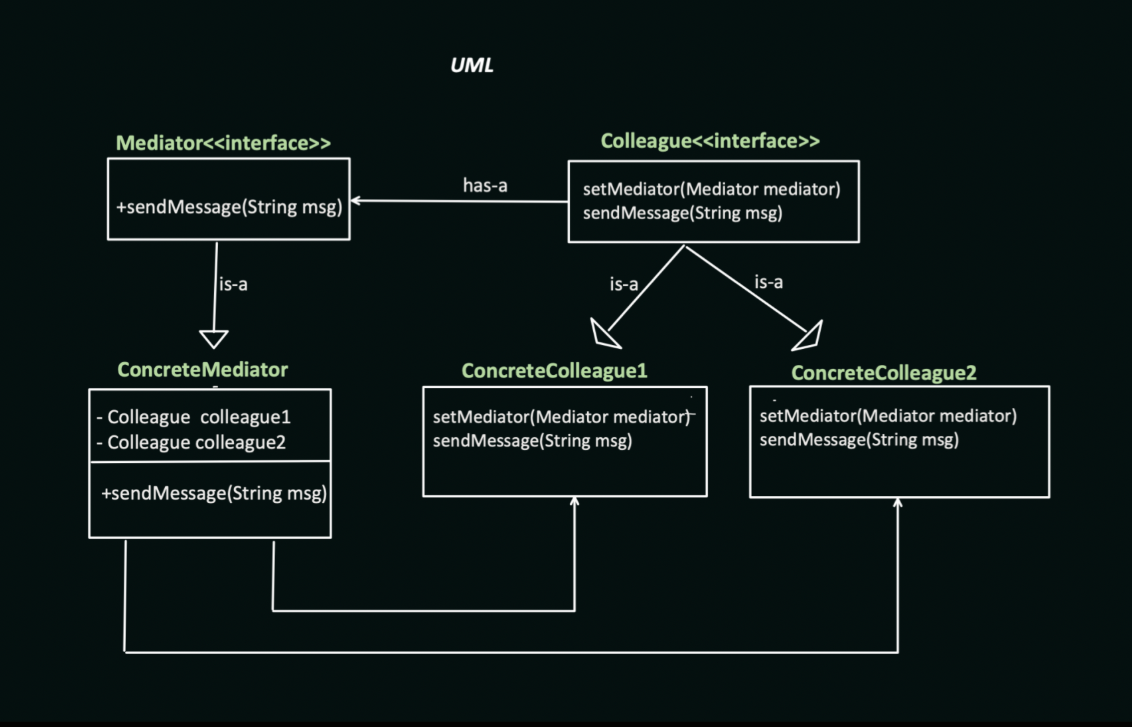 UML
Mediator<<interface>>
Colleague<<interface>>
+sendMessage(String msg)
has-a
setMediator(Mediator mediator)
sendMessage(String msg)
is-a
is-a
is-a
ConcreteMediator
ConcreteColleague1
ConcreteColleague2
- Colleague  colleague1
- Colleague colleague2
+sendMessage(String msg)
setMediator(Mediator mediator)
sendMessage(String msg)
setMediator(Mediator mediator)
sendMessage(String msg)